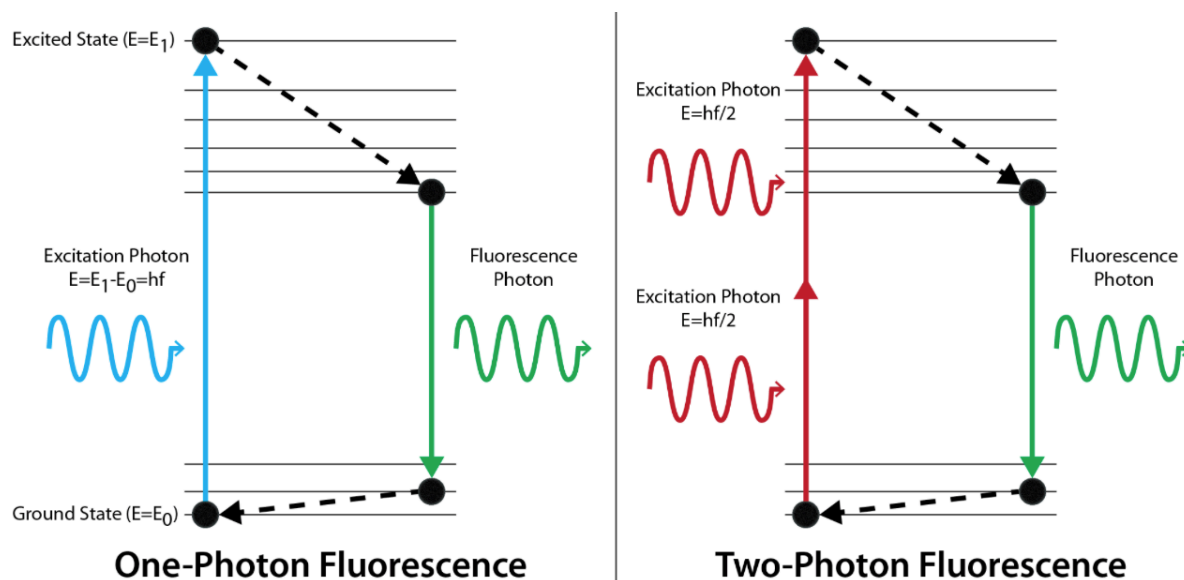 Excited State (E=E₁)
Excitation Photon
E=E₁-E₀=hf
Fluorescence
Photon
Ground State (E=E₀)
One-Photon Fluorescence
Excitation Photon
E=hf/2
Excitation Photon
E=hf/2
Fluorescence
Photon
Two-Photon Fluorescence